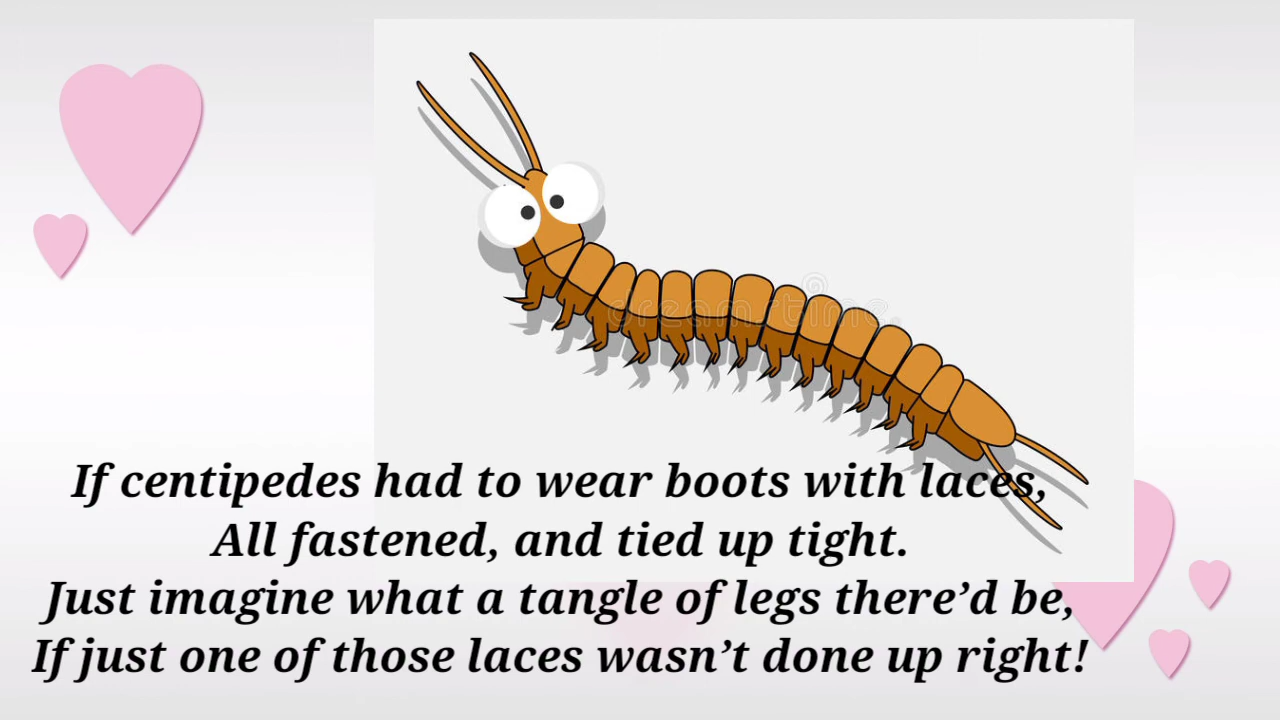 dreamstime.
If centipedes had to wear boots with laces,
All fastened, and tied up tight.
Just imagine what a tangle of legs there’d be,
If just one of those laces wasn’t done up right!